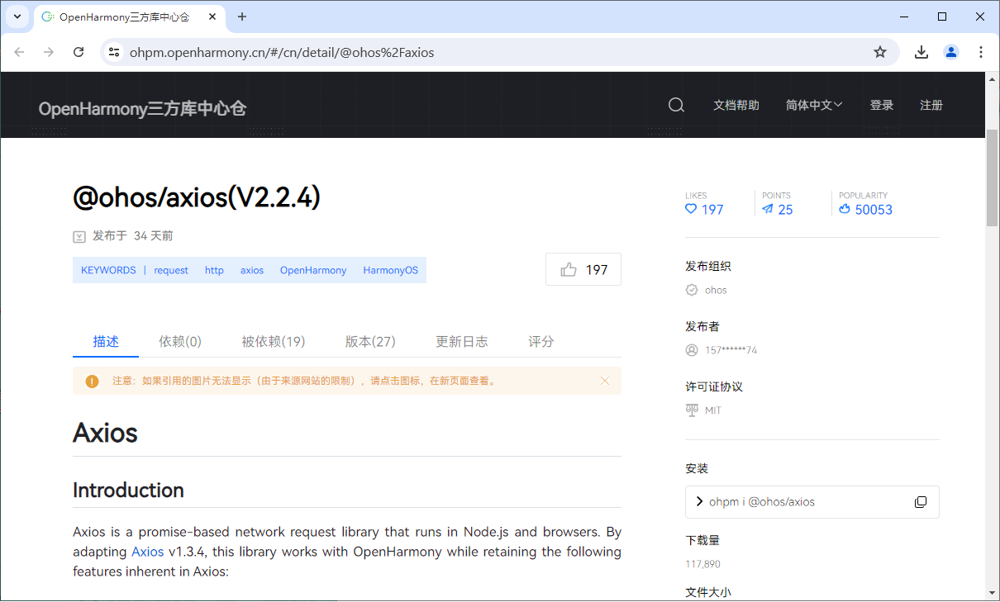 OpenHarmony三方库中心仓
ohpm.openharmony.cn/#/cn/detail/@ohos%2Faxios
OpenHarmony三方库中心仓
文档帮助
简体中文
登录
注册
@ohos/axios(V2.2.4)
发布于 34 天前
KEYWORDS | request http axios OpenHarmony HarmonyOS
197
描述
依赖(0)
被依赖(19)
版本(27)
更新日志
评分
注意：如果引用的图片无法显示（由于来源网站的限制），请点击图标，在新页面查看。
Axios
Introduction
Axios is a promise-based network request library that runs in Node.js and browsers. By
adapting Axios v1.3.4, this library works with OpenHarmony while retaining the following
features inherent in Axios:
LIKES
197
POINTS
25
POPULARITY
50053
发布组织
ohos
发布者
157******74
许可证协议
MIT
安装
ohpm i @ohos/axios
下载量
117,890
文件大小